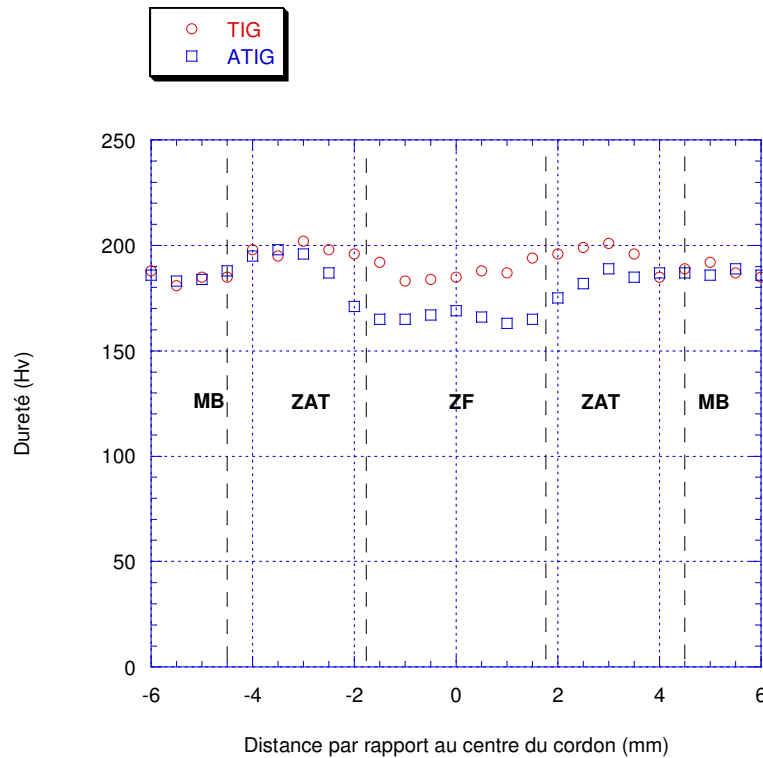 TIG
ATIG
250
200
150
100
50
0
Dureté (Hv)
MB ZAT ZF ZAT MB
-6 -4 -2 0 2 4 6
Distance par rapport au centre du cordon (mm)